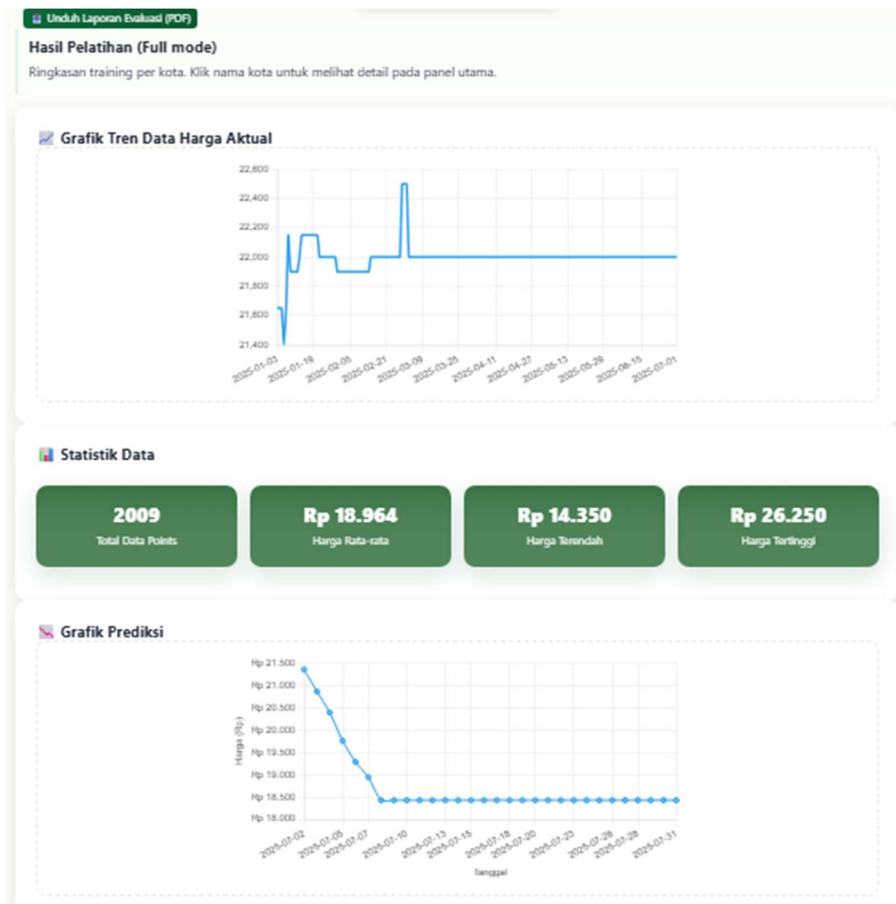 Unduh Laporan Evaluasi (PDF)
Hasil Pelatihan (Full mode)
Ringkasan training per kota. Klik nama kota untuk melihat detail pada panel utama.
Grafik Tren Data Harga Aktual
22,600
22,400
22,200
22,000
21,800
21,600
21,400
2025-01-03 2025-01-19 2025-02-05 2025-02-21 2025-03-09 2025-03-26 2025-04-11 2025-04-27 2025-05-13 2025-05-29 2025-06-15 2025-07-01
Statistik Data
2009 Rp 18.964 Rp 14.350 Rp 26.250
Total Data Points Harga Rata-rata Harga Terendah Harga Tertinggi
Grafik Prediksi
Harga (Rp)
Rp 21.500
Rp 21.000
Rp 20.500
Rp 20.000
Rp 19.500
Rp 19.000
Rp 18.500
Rp 18.000
2025-07-02 2025-07-05 2025-07-07 2025-07-10 2025-07-13 2025-07-15 2025-07-18 2025-07-20 2025-07-23 2025-07-26 2025-07-28 2025-07-31
Tanggal